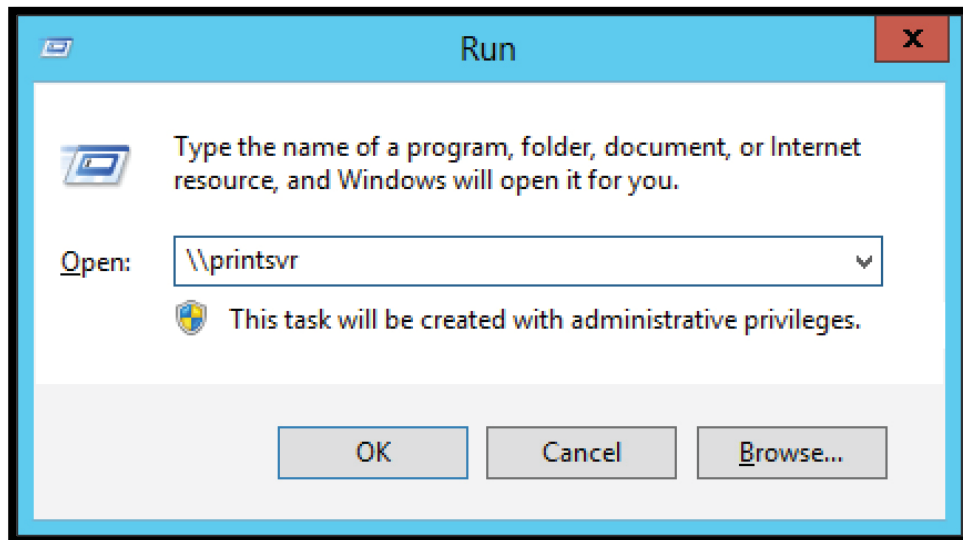 Run
x
Type the name of a program, folder, document, or Internet
resource, and Windows will open it for you.
Open: \\printsvr
This task will be created with administrative privileges.
OK Cancel Browse...